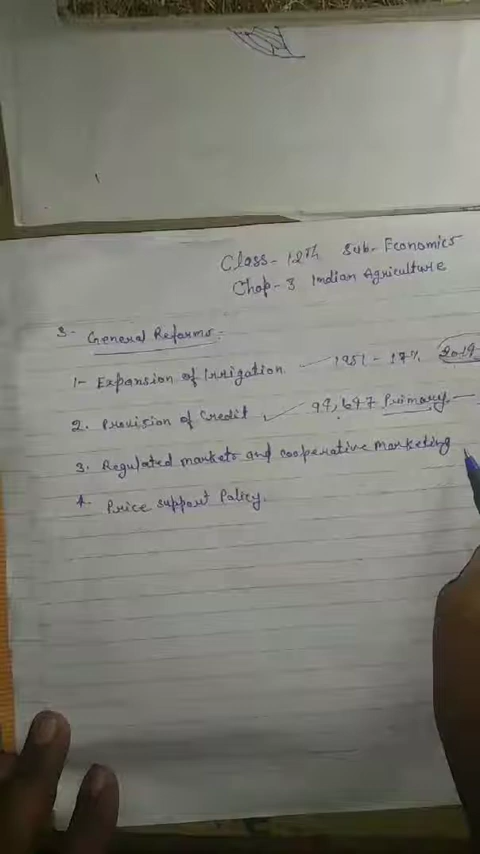 Class- 12th Sub- Economics
Chap- 3 Indian Agriculture
3- General Reforms:-
1- Expansion of Irrigation — 1951 - 17% 2019
2. Provision of Credit 94,647 Primary,—
3. Regulated markets and cooperative Marketing
4. Price support Policy.